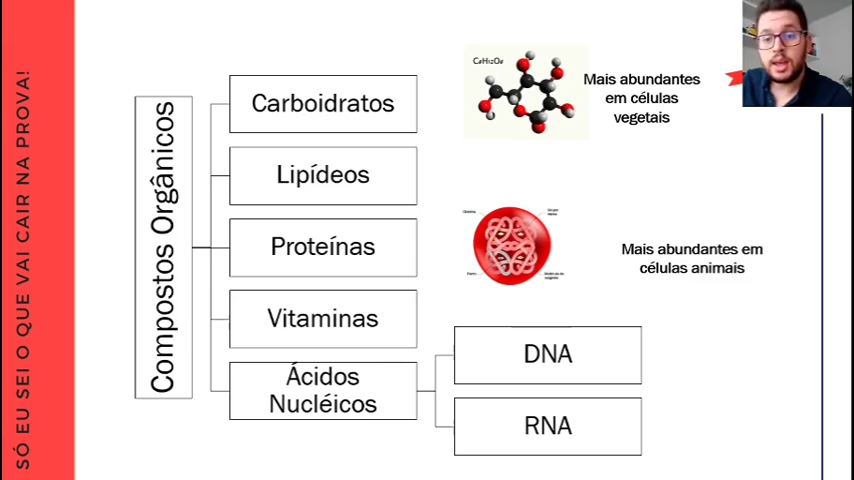 SÓ EU SEI O QUE VAI CAIR NA PROVA!
Compostos Orgânicos
Carboidratos
Lipídeos
Proteínas
Vitaminas
Ácidos
Nucléicos
DNA
RNA
C₆H₁₂O₆
Mais abundantes
em células
vegetais
Mais abundantes em
células animais